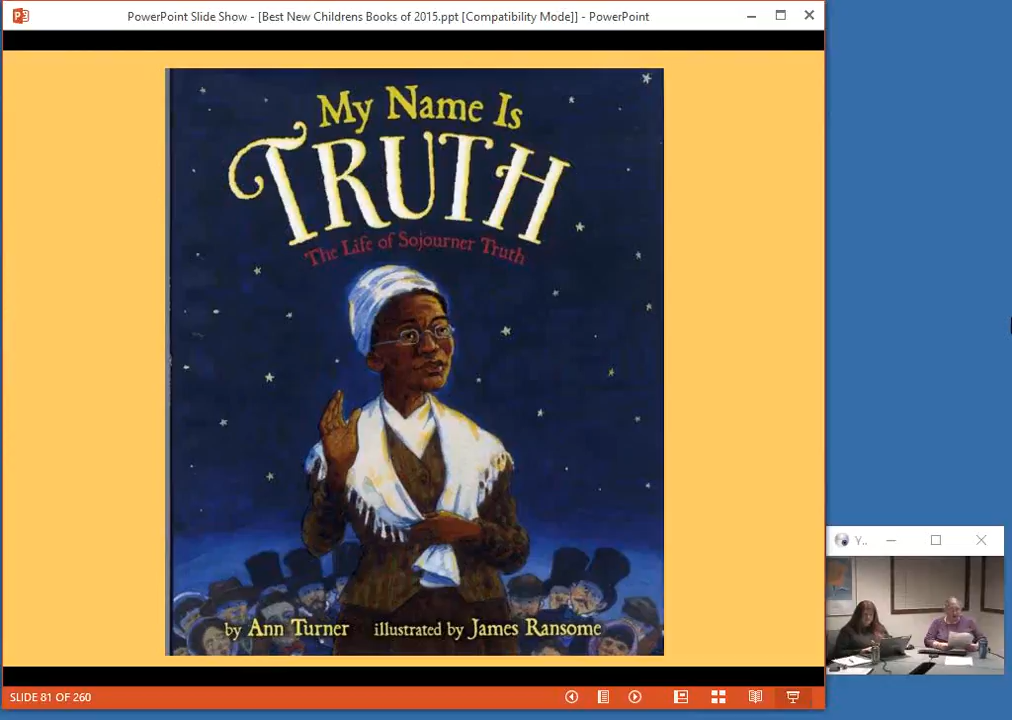 PowerPoint Slide Show - [Best New Childrens Books of 2015.ppt [Compatibility Mode]] - PowerPoint
My Name Is
TRUTH
The Life of Sojourner Truth
by Ann Turner illustrated by James Ransome
Y..
SLIDE 81 OF 260